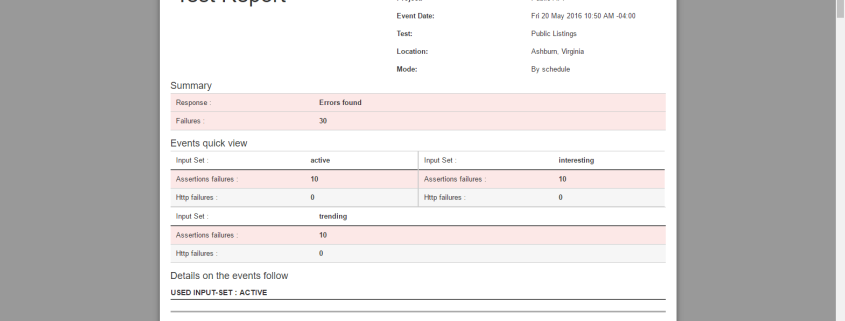 Test Report
Event Date: Fri 20 May 2016 10:50 AM -04:00
Test: Public Listings
Location: Ashburn, Virginia
Mode: By schedule
Summary
Response : Errors found
Failures : 30
Events quick view
Input Set : active Input Set : interesting
Assertions failures : 10 Assertions failures : 10
Http failures : 0 Http failures : 0
Input Set : trending
Assertions failures : 10
Http failures : 0
Details on the events follow
USED INPUT-SET : ACTIVE